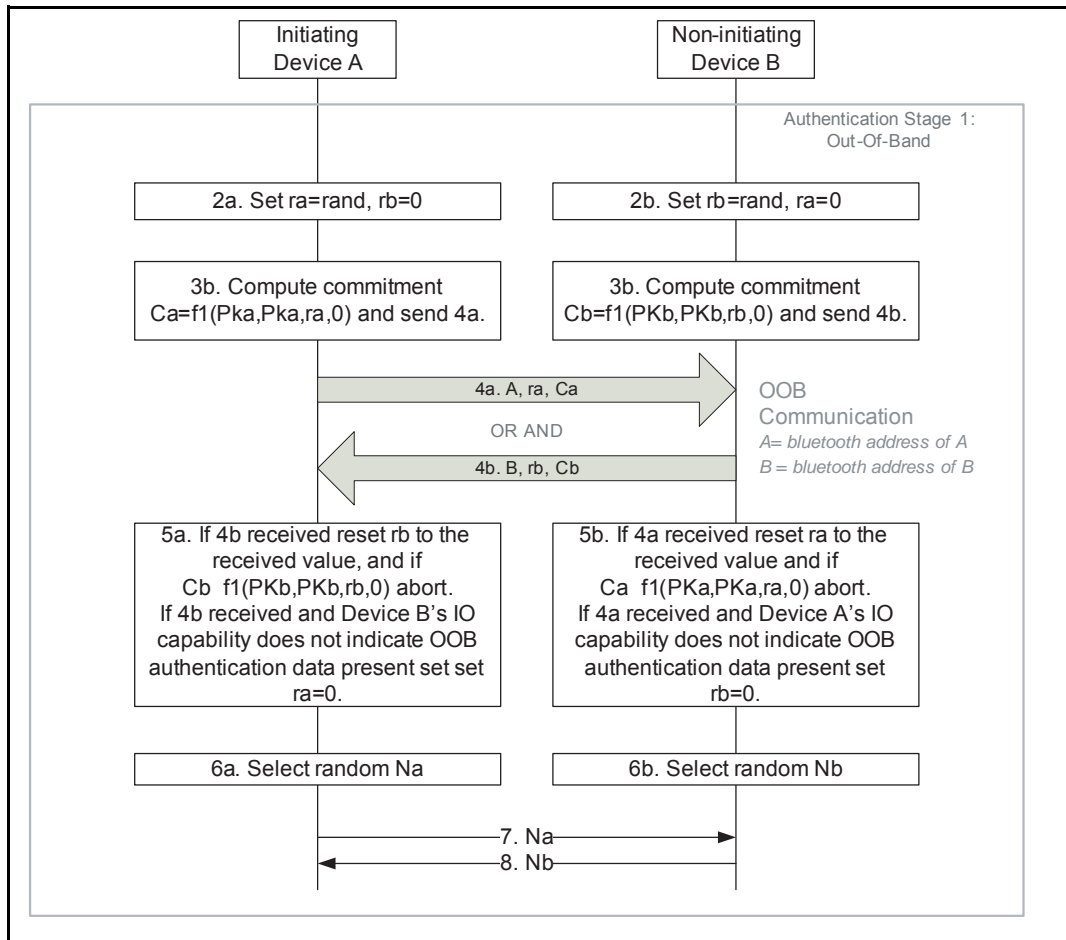 Initiating
Device A
Non-initiating
Device B
Authentication Stage 1:
Out-Of-Band
2a. Set ra=rand, rb=0
2b. Set rb=rand, ra=0
3b. Compute commitment
Ca=f1(Pka,Pka,ra,0) and send 4a.
3b. Compute commitment
Cb=f1(PKb,PKb,rb,0) and send 4b.
4a. A, ra, Ca
OR AND
4b. B, rb, Cb
OOB
Communication
A= bluetooth address of A
B = bluetooth address of B
5a. If 4b received reset rb to the
received value, and if
Cb f1(PKb,PKb,rb,0) abort.
If 4b received and Device B's IO
capability does not indicate OOB
authentication data present set set
ra=0.
5b. If 4a received reset ra to the
received value and if
Ca f1(PKa,PKa,ra,0) abort.
If 4a received and Device A's IO
capability does not indicate OOB
authentication data present set
rb=0.
6a. Select random Na
6b. Select random Nb
7. Na
8. Nb